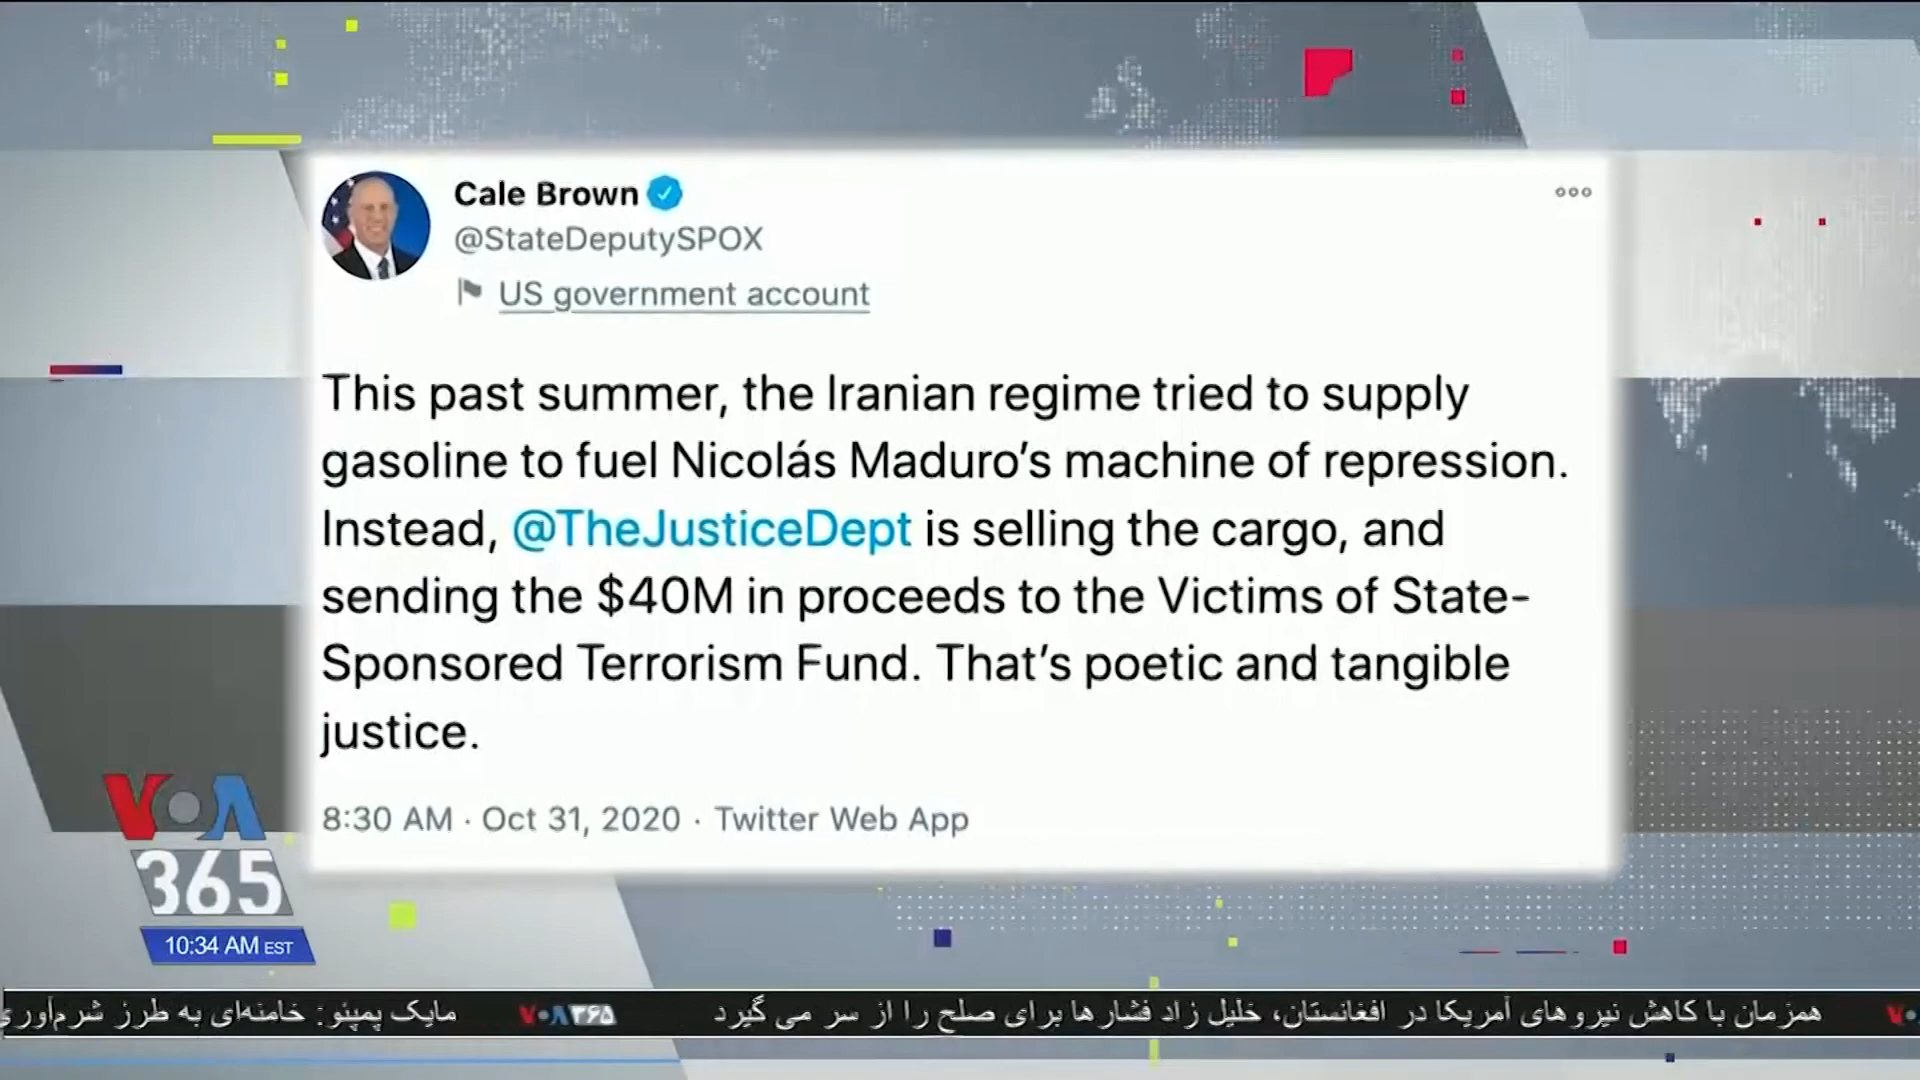 Cale Brown
@StateDeputySPOX
US government account
This past summer, the Iranian regime tried to supply
gasoline to fuel Nicolás Maduro’s machine of repression.
Instead, @TheJusticeDept is selling the cargo, and
sending the $40M in proceeds to the Victims of State-
Sponsored Terrorism Fund. That’s poetic and tangible
justice.
8:30 AM · Oct 31, 2020 · Twitter Web App
VOA
365
10:34 AM EST
همزمان با کاهش نیروهای آمریکا در افغانستان، خلیل زاد فشارها برای صلح را از سر می گیرد VOA۳۶۵ مایک پمپئو: خامنه‌ای به طرز شرم‌آوری